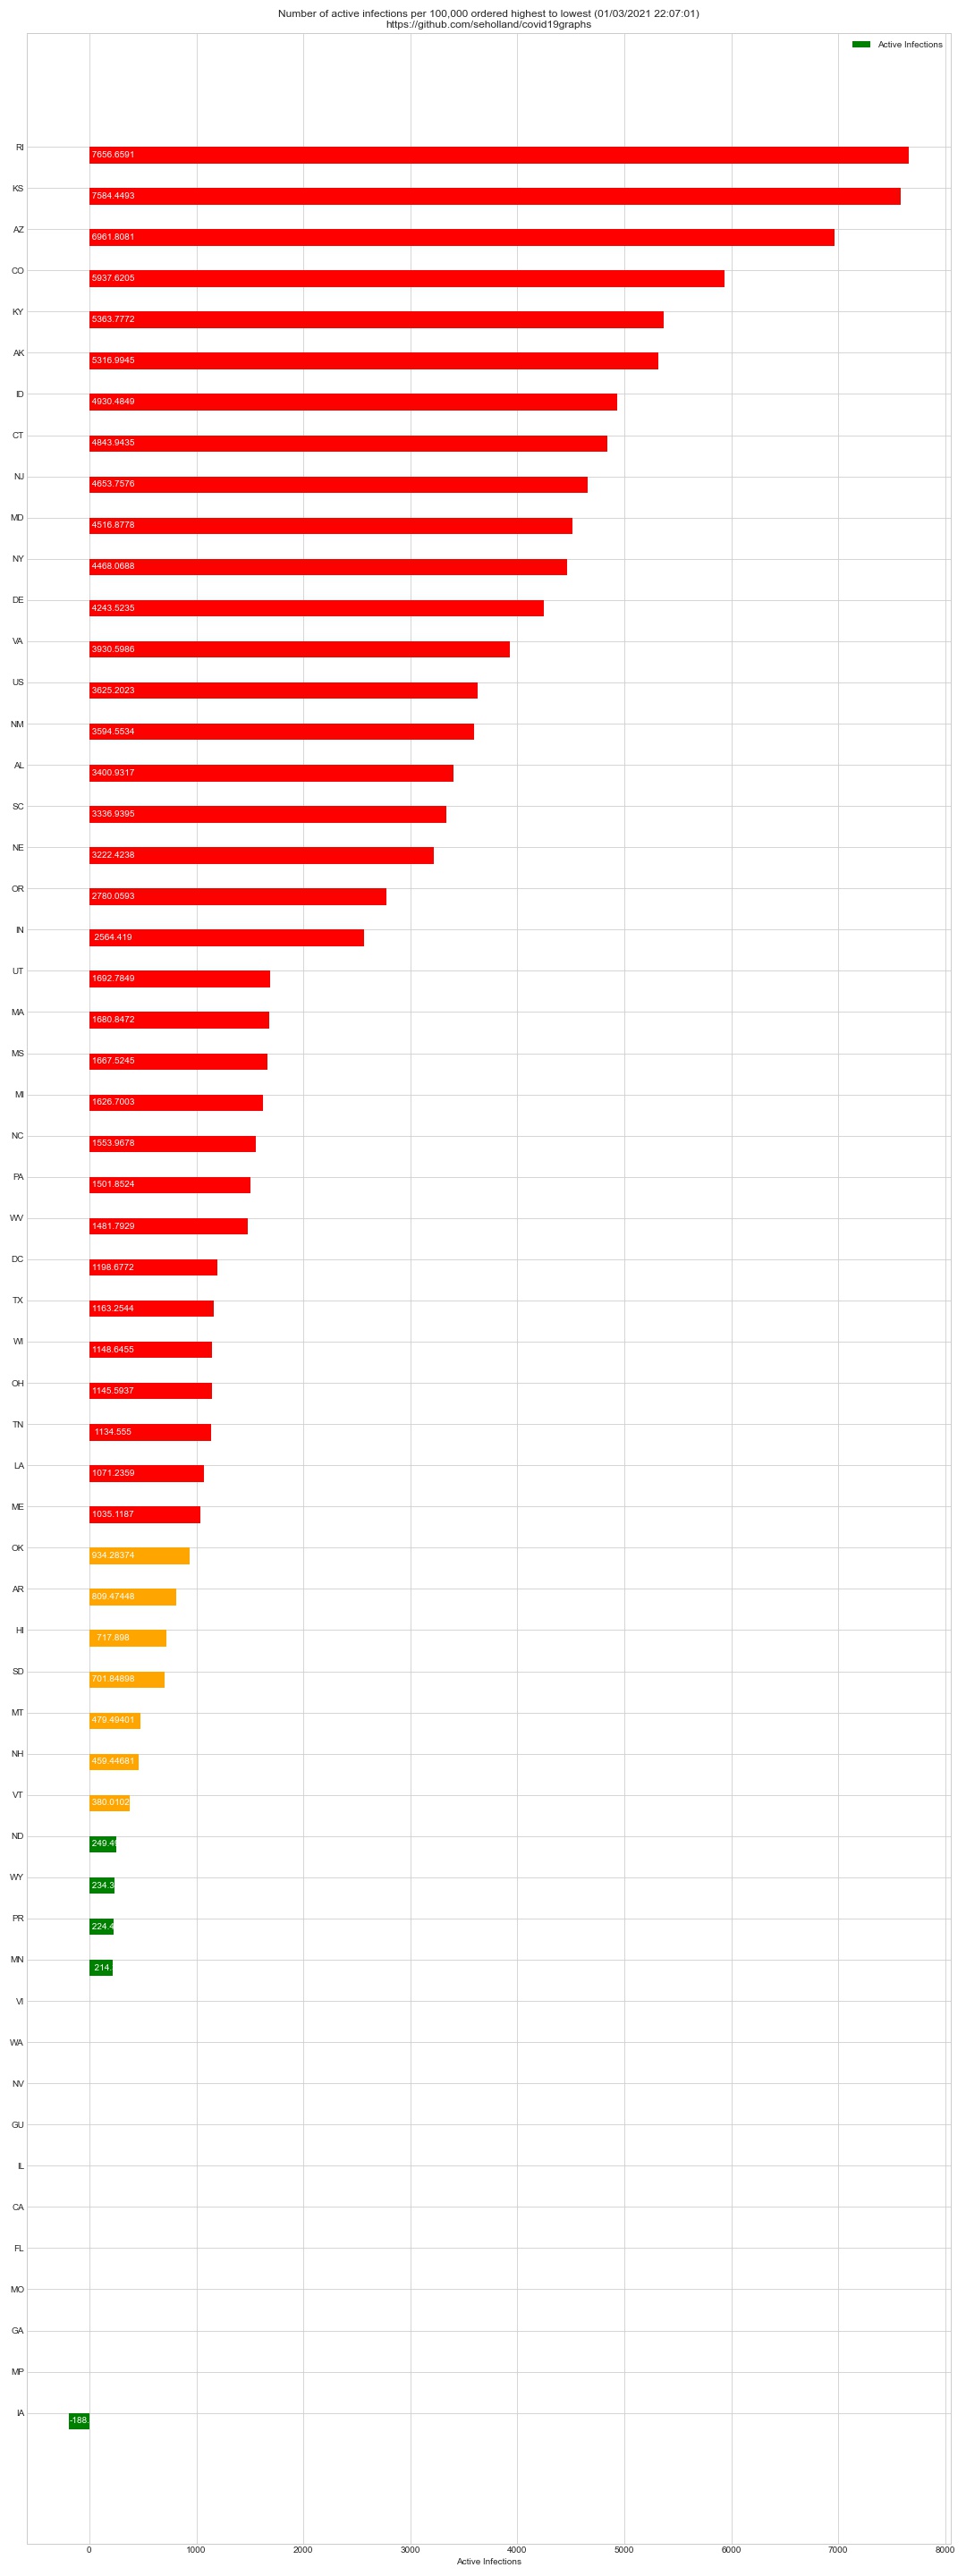 Number of active infections per 100,000 ordered highest to lowest (01/03/2021 22:07:01)
https://github.com/seholland/covid19graphs
Active Infections
RI 7656.6591
KS 7584.4493
AZ 6961.8081
CO 5937.6205
KY 5363.7772
AK 5316.9945
ID 4930.4849
CT 4843.9435
NJ 4653.7576
MD 4516.8778
NY 4468.0688
DE 4243.5235
VA 3930.5986
US 3625.2023
NM 3594.5534
AL 3400.9317
SC 3336.9395
NE 3222.4238
OR 2780.0593
IN 2564.419
UT 1692.7849
MA 1680.8472
MS 1667.5245
MI 1626.7003
NC 1553.9678
PA 1501.8524
WV 1481.7929
DC 1198.6772
TX 1163.2544
WI 1148.6455
OH 1145.5937
TN 1134.555
LA 1071.2359
ME 1035.1187
OK 934.28374
AR 809.47448
HI 717.898
SD 701.84898
MT 479.49401
NH 459.44681
VT 380.0102
ND 249.4
WY 234.3
PR 224.4
MN 214.
VI
WA
NV
GU
IL
CA
FL
MO
GA
MP
IA -188.
0 1000 2000 3000 4000 5000 6000 7000 8000
Active Infections